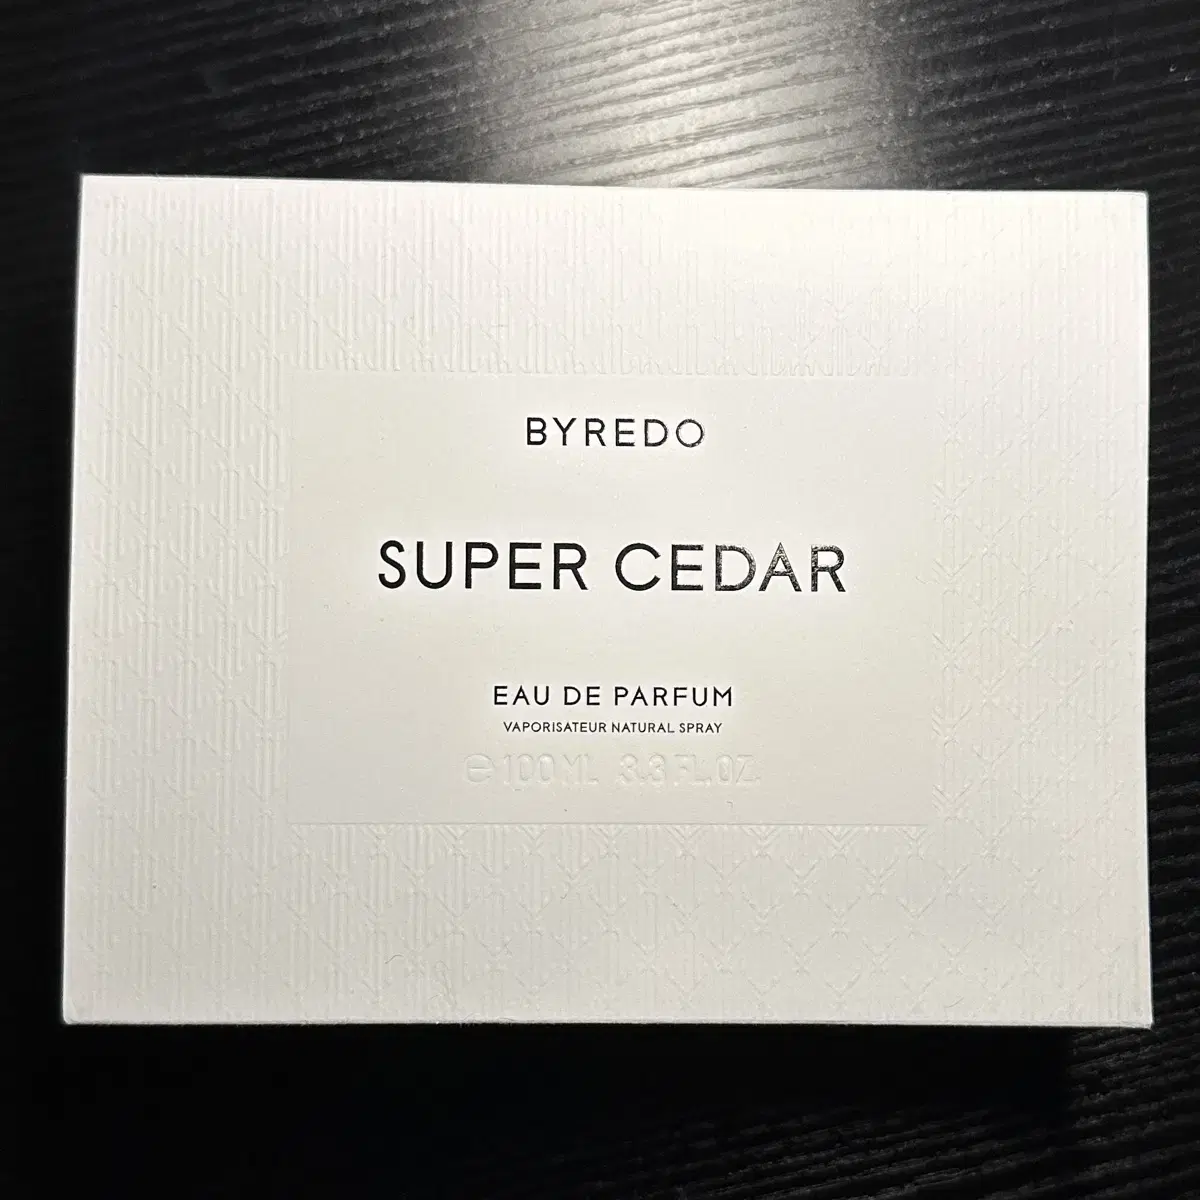 BYREDO
SUPER CEDAR
EAU DE PARFUM
VAPORISATEUR NATURAL SPRAY
℮ 100 ML 3.3 FL.OZ.